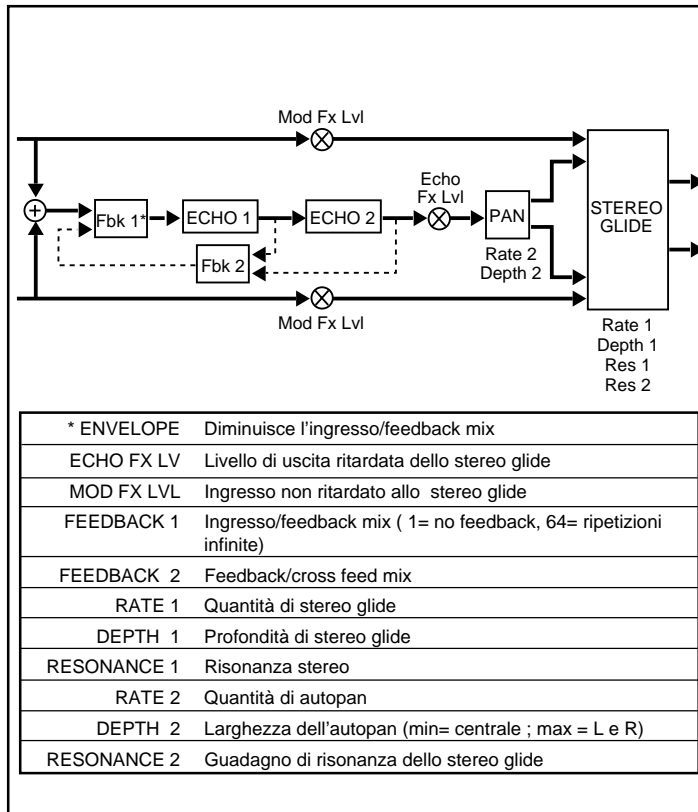 Mod Fx Lvl
Echo
Fx Lvl
+
Fbk 1*
ECHO 1
ECHO 2
PAN
STEREO
GLIDE
Fbk 2
Rate 2
Depth 2
Mod Fx Lvl
Rate 1
Depth 1
Res 1
Res 2
* ENVELOPE Diminuisce l'ingresso/feedback mix
ECHO FX LV Livello di uscita ritardata dello stereo glide
MOD FX LVL Ingresso non ritardato allo stereo glide
FEEDBACK 1 Ingresso/feedback mix ( 1= no feedback, 64= ripetizioni
infinite)
FEEDBACK 2 Feedback/cross feed mix
RATE 1 Quantità di stereo glide
DEPTH 1 Profondità di stereo glide
RESONANCE 1 Risonanza stereo
RATE 2 Quantità di autopan
DEPTH 2 Larghezza dell'autopan (min= centrale ; max = L e R)
RESONANCE 2 Guadagno di risonanza dello stereo glide